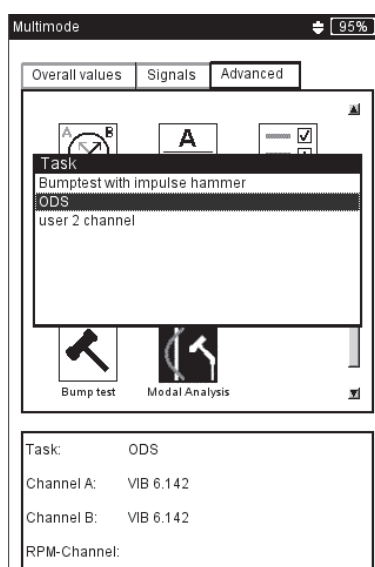 Multimode 95%
Overall values Signals Advanced
A B A
Task
Bumptest with impulse hammer
ODS
user 2 channel
Bump test Modal Analysis
Task: ODS
Channel A: VIB 6.142
Channel B: VIB 6.142
RPM-Channel: